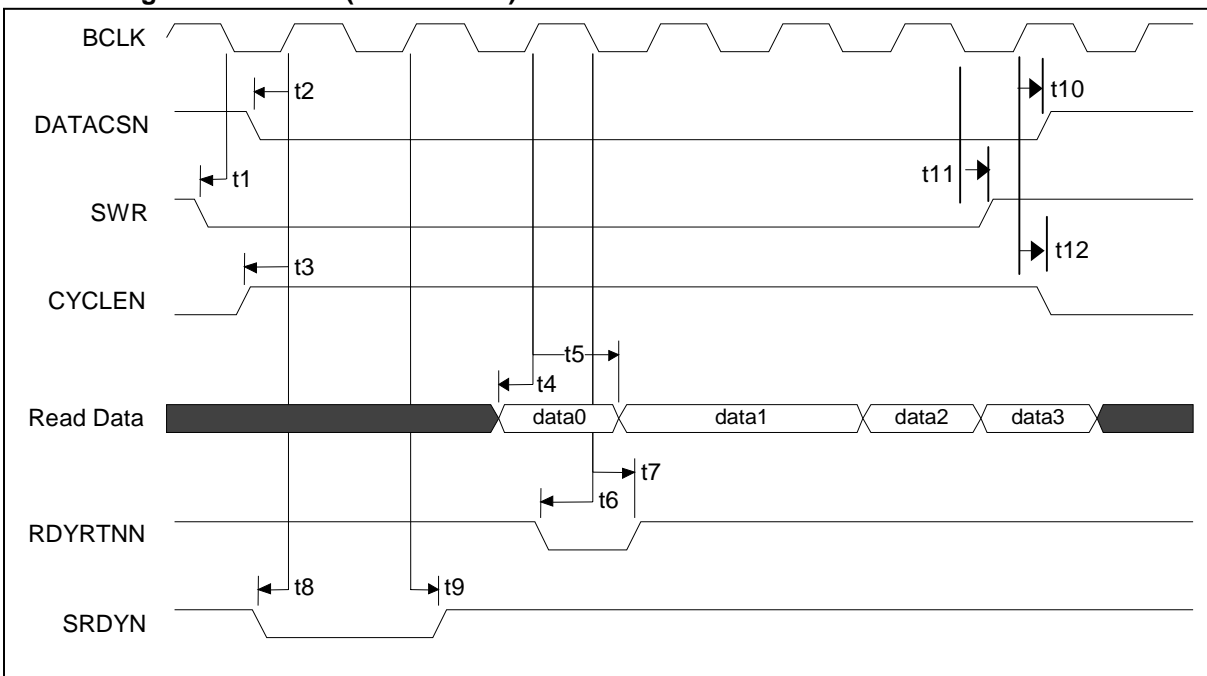 BCLK
t2
t10
DATACSN
t1
t11
SWR
t12
t3
CYCLEN
t5
t4
Read Data
data0
data1
data2
data3
t7
t6
RDYRTNN
t8
t9
SRDYN